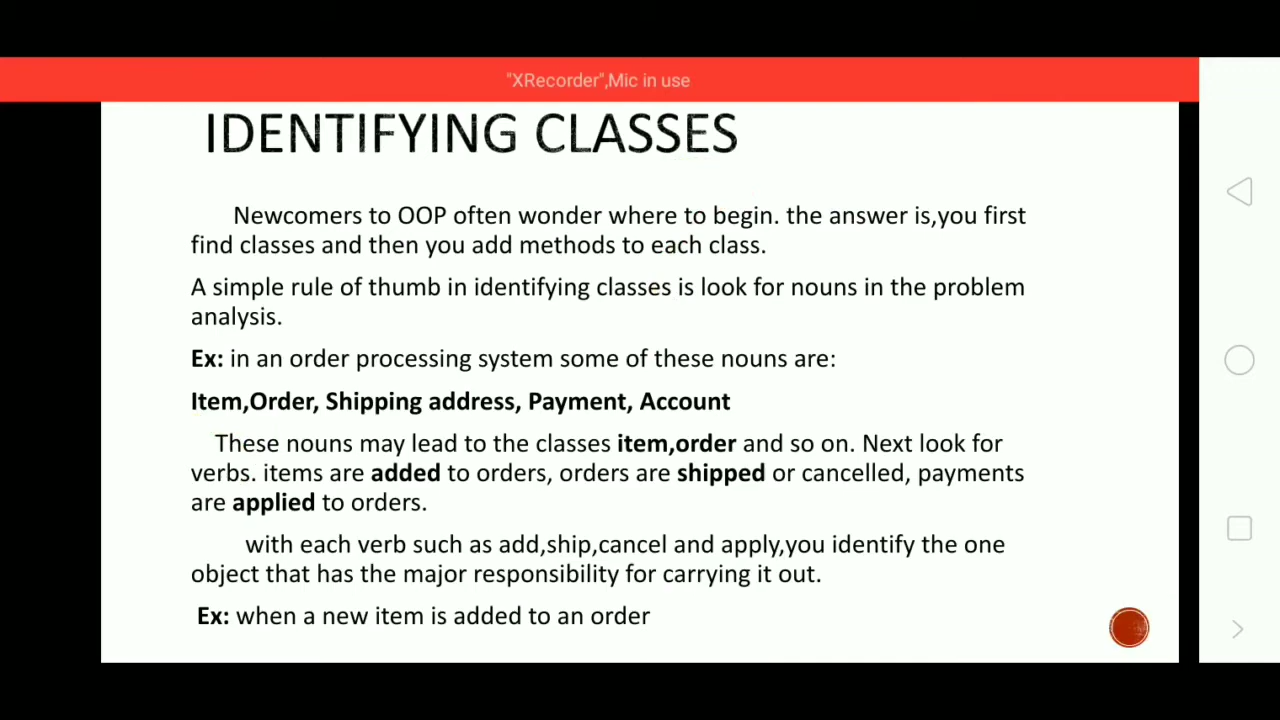 "XRecorder",Mic in use
IDENTIFYING CLASSES
Newcomers to OOP often wonder where to begin. the answer is,you first
find classes and then you add methods to each class.
A simple rule of thumb in identifying classes is look for nouns in the problem
analysis.
Ex: in an order processing system some of these nouns are:
Item,Order, Shipping address, Payment, Account
These nouns may lead to the classes item,order and so on. Next look for
verbs. items are added to orders, orders are shipped or cancelled, payments
are applied to orders.
with each verb such as add,ship,cancel and apply,you identify the one
object that has the major responsibility for carrying it out.
Ex: when a new item is added to an order